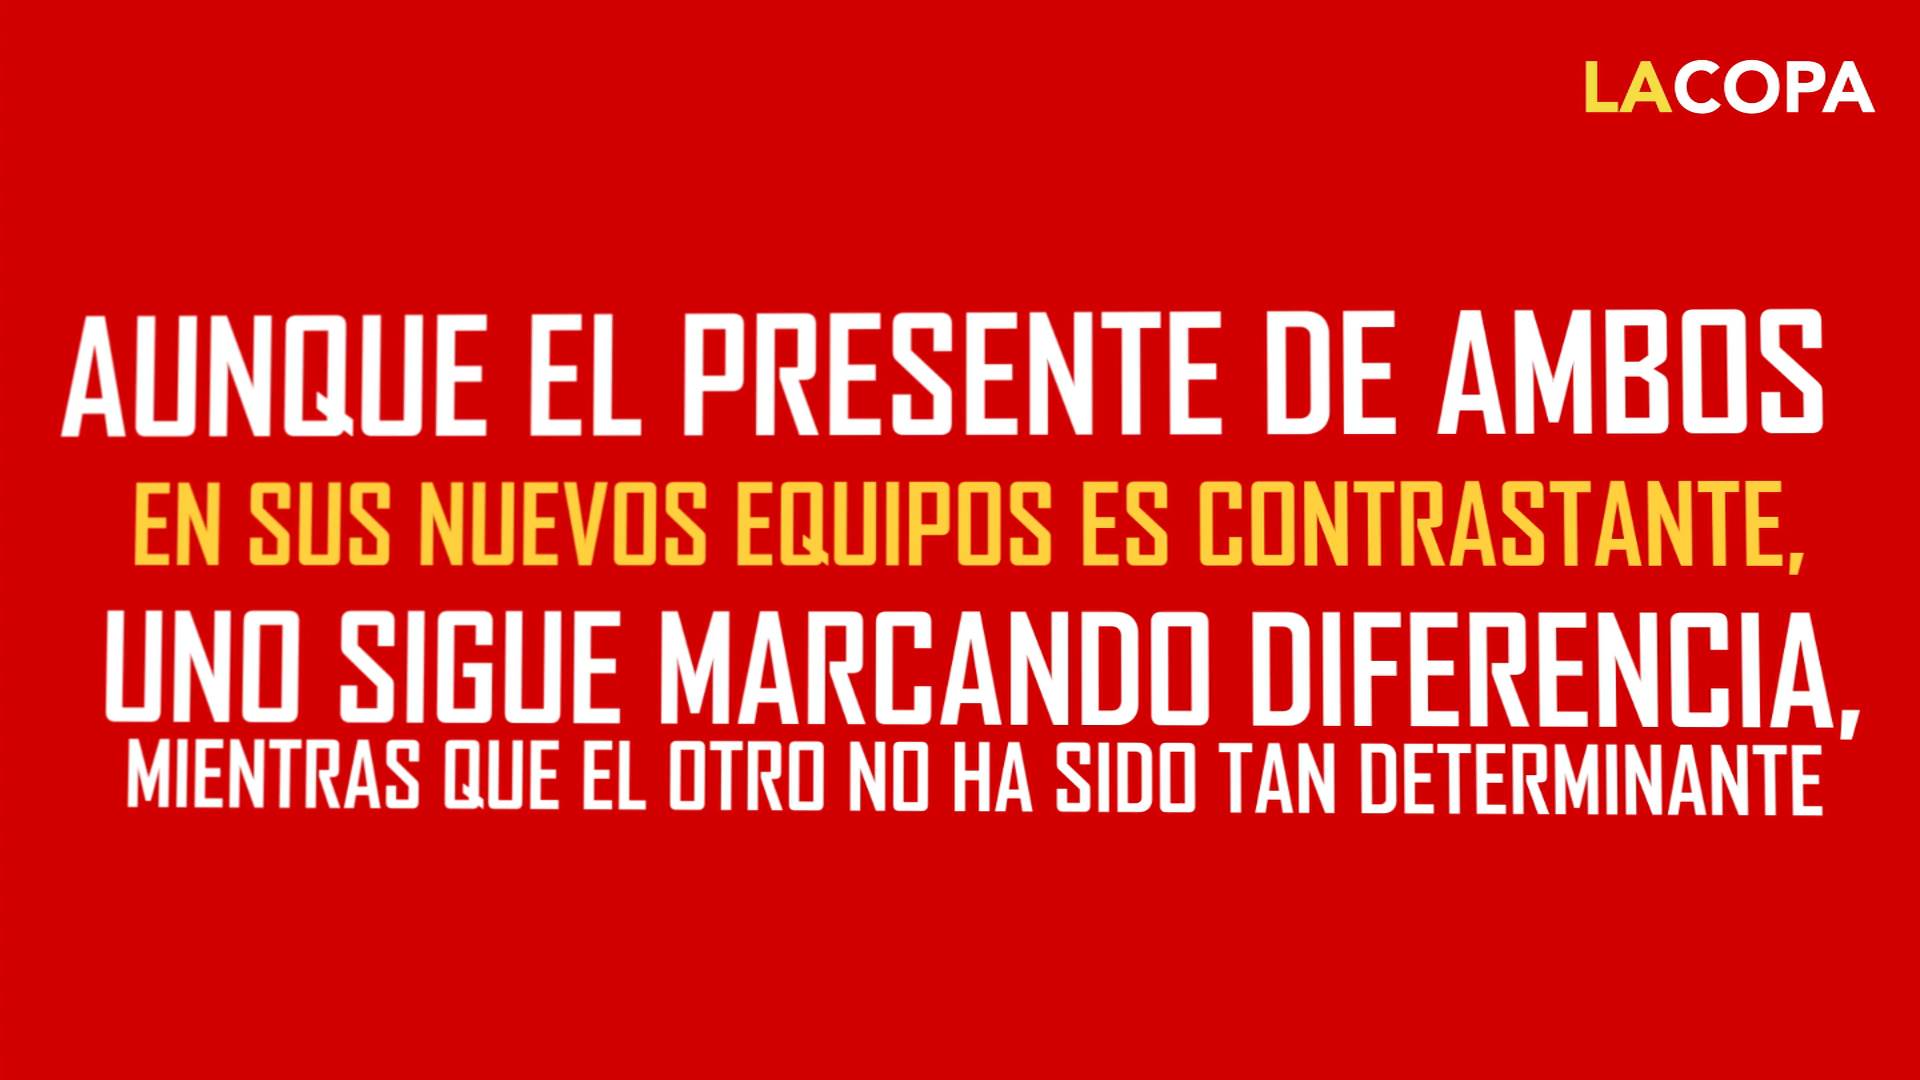 LACOPA
AUNQUE EL PRESENTE DE AMBOS
EN SUS NUEVOS EQUIPOS ES CONTRASTANTE,
UNO SIGUE MARCANDO DIFERENCIA,
MIENTRAS QUE EL OTRO NO HA SIDO TAN DETERMINANTE